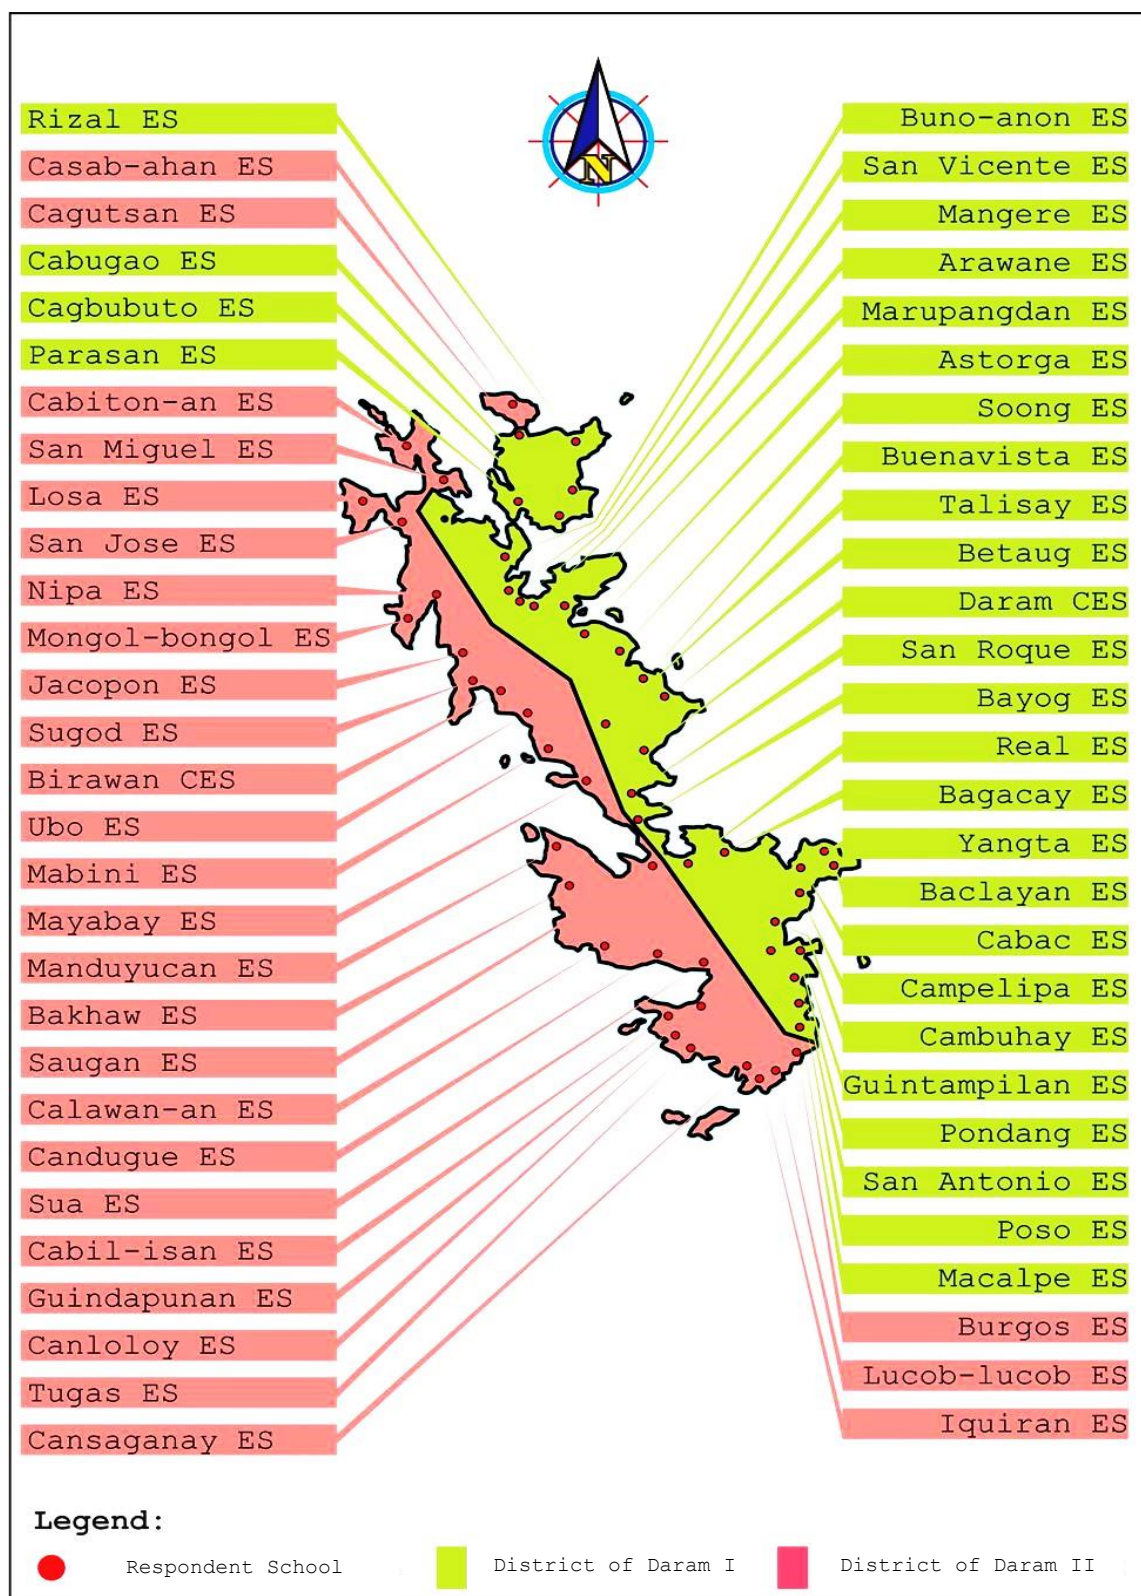 N
Rizal ES
Casab-ahan ES
Cagutsan ES
Cabugao ES
Cagbubuto ES
Parasan ES
Cabiton-an ES
San Miguel ES
Losa ES
San Jose ES
Nipa ES
Mongol-bongol ES
Jacopon ES
Sugod ES
Birawan CES
Ubo ES
Mabini ES
Mayabay ES
Manduyucan ES
Bakhaw ES
Saugan ES
Calawan-an ES
Candugue ES
Sua ES
Cabil-isan ES
Guindapunan ES
Canloloy ES
Tugas ES
Cansaganay ES
Buno-anon ES
San Vicente ES
Mangere ES
Arawane ES
Marupangdan ES
Astorga ES
Soong ES
Buenavista ES
Talisay ES
Betaug ES
Daram CES
San Roque ES
Bayog ES
Real ES
Bagacay ES
Yangta ES
Baclayan ES
Cabac ES
Campelipa ES
Cambuhay ES
Guintampilan ES
Pondang ES
San Antonio ES
Poso ES
Macalpe ES
Burgos ES
Lucob-lucob ES
Iquiran ES
Legend:
Respondent School
District of Daram I
District of Daram II